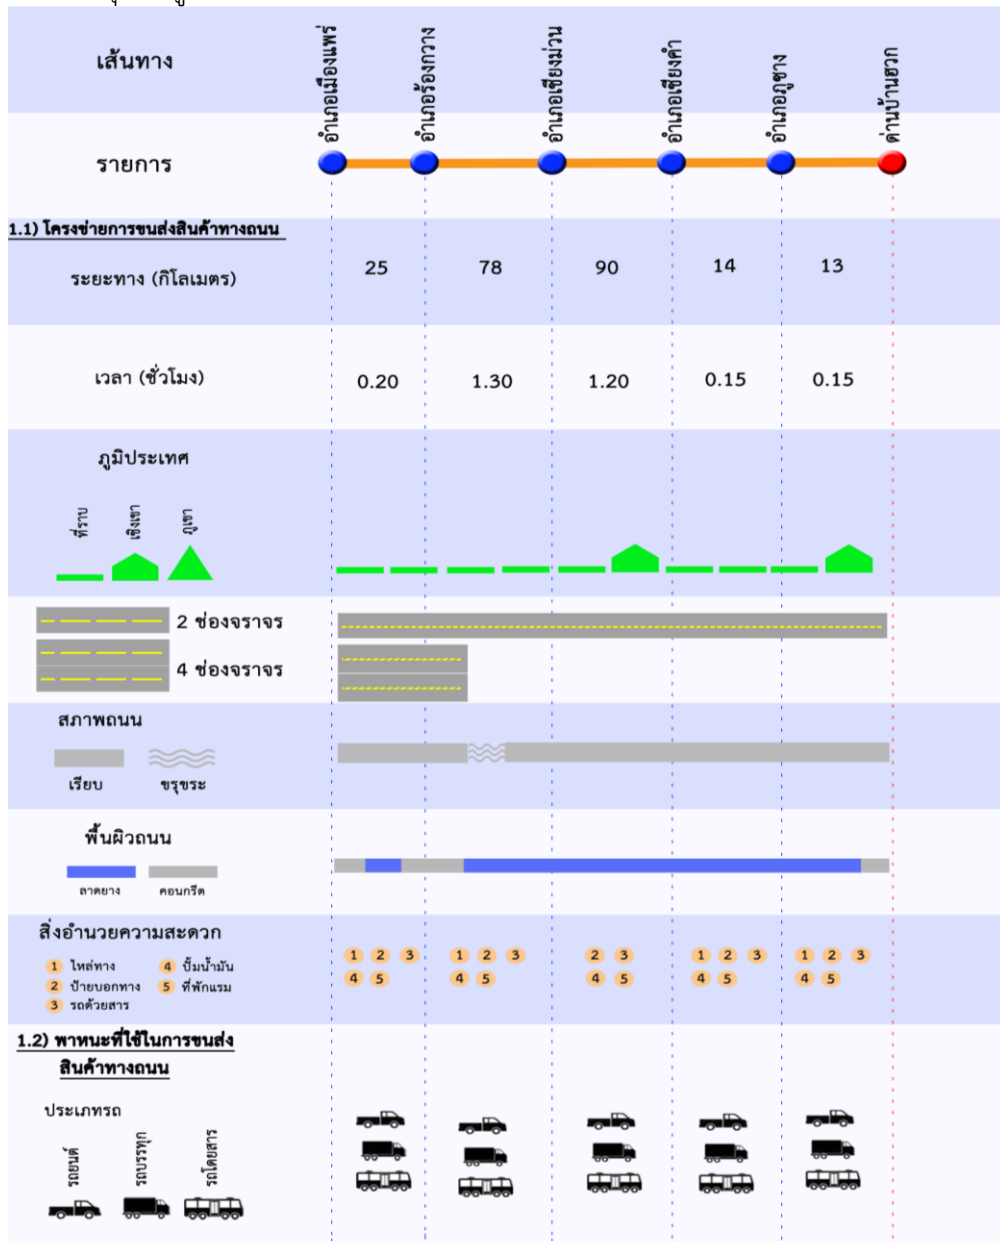 เส้นทาง
อำเภอเมืองแพร่
อำเภอร้องกวาง
อำเภอเชียงม่วน
อำเภอเชียงคำ
อำเภอภูซาง
ด่านบ้านฮวก
รายการ
1.1) โครงข่ายการขนส่งสินค้าทางถนน
ระยะทาง (กิโลเมตร) 25 78 90 14 13
เวลา (ชั่วโมง) 0.20 1.30 1.20 0.15 0.15
ภูมิประเทศ
ที่ราบ
เชิงเขา
ภูเขา
2 ช่องจราจร
4 ช่องจราจร
สภาพถนน
เรียบ ขรุขระ
พื้นผิวถนน
ลาดยาง คอนกรีต
สิ่งอำนวยความสะดวก
1 ไหล่ทาง 4 ปั๊มน้ำมัน
2 ป้ายบอกทาง 5 ที่พักแรม
3 รถด้วยสาร
1 2 3 1 2 3 2 3 1 2 3 1 2 3
4 5 4 5 4 5 4 5 4 5
1.2) พาหนะที่ใช้ในการขนส่ง
สินค้าทางถนน
ประเภทรถ
รถยนต์
รถบรรทุก
รถโดยสาร